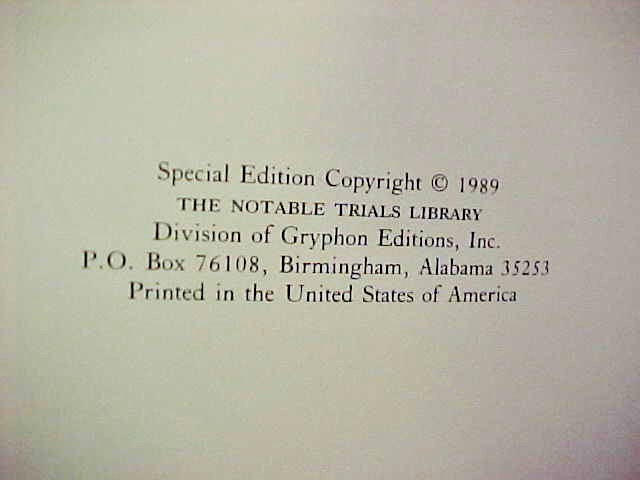 Special Edition Copyright © 1989
THE NOTABLE TRIALS LIBRARY
Division of Gryphon Editions, Inc.
P.O. Box 76108, Birmingham, Alabama 35253
Printed in the United States of America